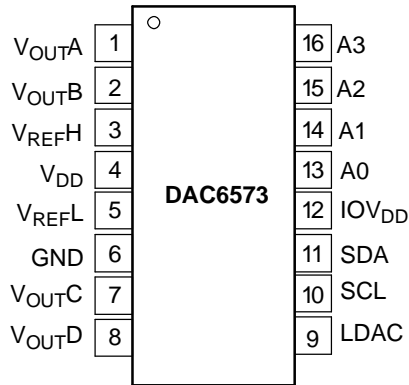 VOUTA 1 16 A3
VOUTB 2 15 A2
VREFH 3 14 A1
VDD 4 13 A0
DAC6573
VREFL 5 12 IOVDD
GND 6 11 SDA
VOUTC 7 10 SCL
VOUTD 8 9 LDAC